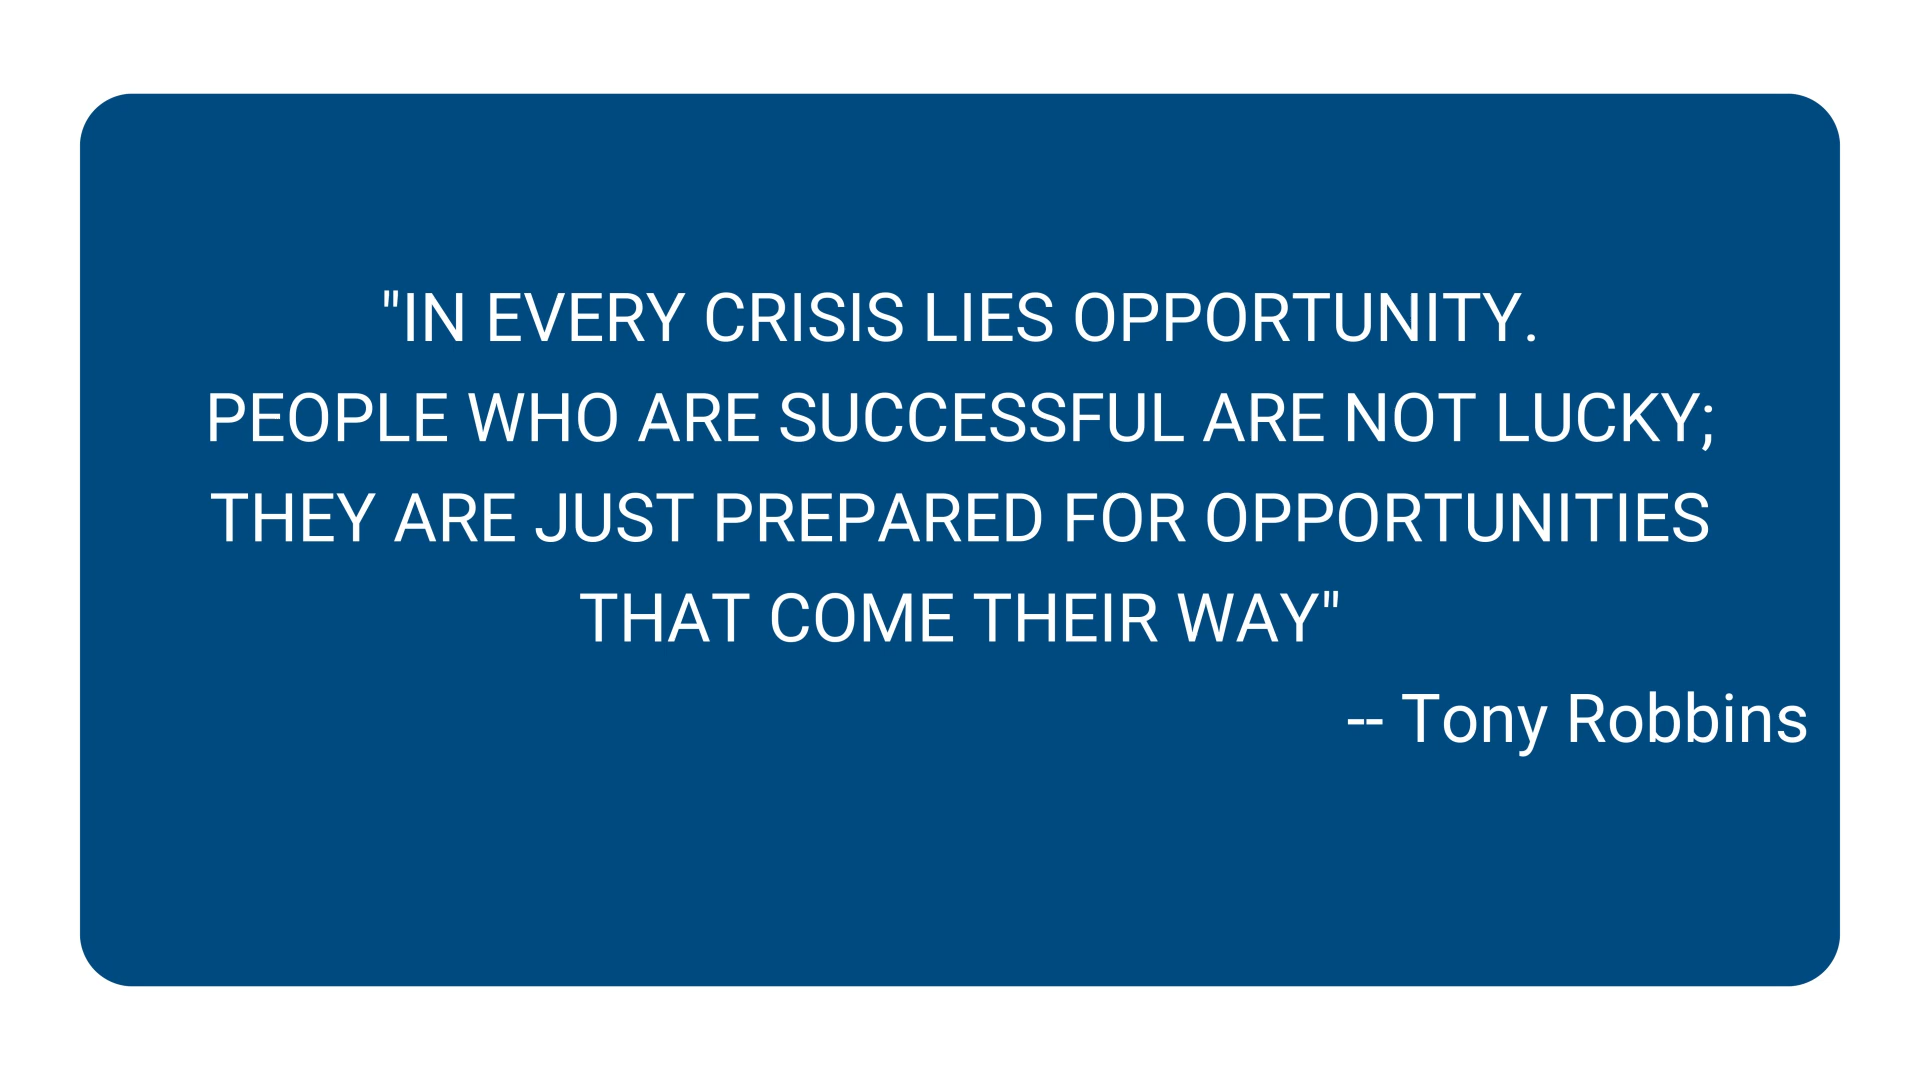 "IN EVERY CRISIS LIES OPPORTUNITY.
PEOPLE WHO ARE SUCCESSFUL ARE NOT LUCKY;
THEY ARE JUST PREPARED FOR OPPORTUNITIES
THAT COME THEIR WAY"
-- Tony Robbins